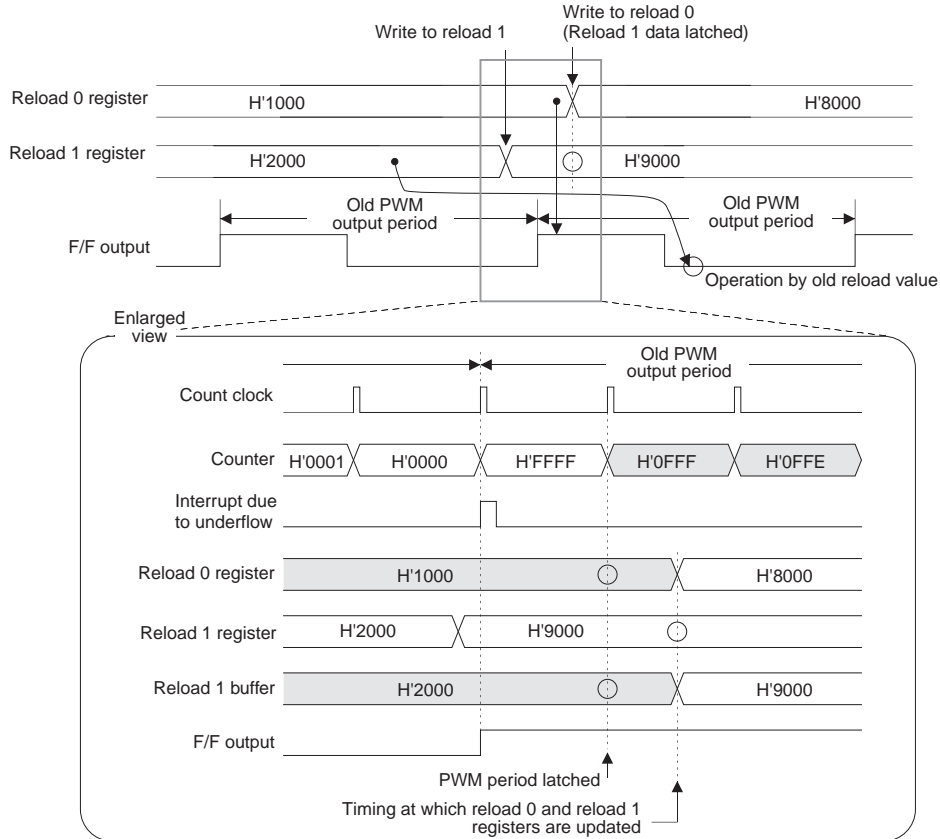 Write to reload 0
(Reload 1 data latched)
Write to reload 1
Reload 0 register
H'1000
H'8000
Reload 1 register
H'2000
H'9000
Old PWM
output period
Old PWM
output period
F/F output
Operation by old reload value
Enlarged
view
Old PWM
output period
Count clock
Counter
H'0001
H'0000
H'FFFF
H'0FFF
H'0FFE
Interrupt due
to underflow
Reload 0 register
H'1000
H'8000
Reload 1 register
H'2000
H'9000
Reload 1 buffer
H'2000
H'9000
F/F output
PWM period latched
Timing at which reload 0 and reload 1
registers are updated